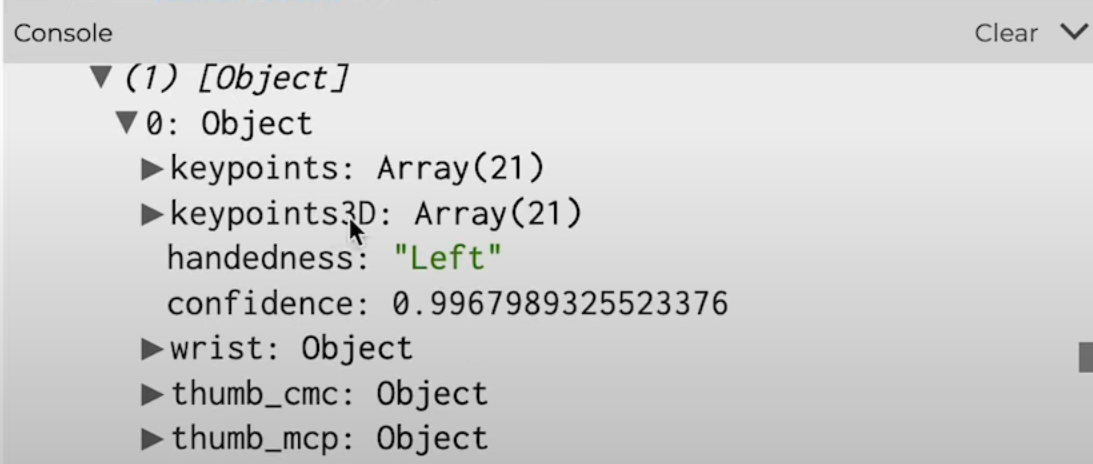 Console
Clear
(1) [Object]
0: Object
keypoints: Array(21)
keypoints3D: Array(21)
handedness: "Left"
confidence: 0.9967989325523376
wrist: Object
thumb_cmc: Object
thumb_mcp: Object